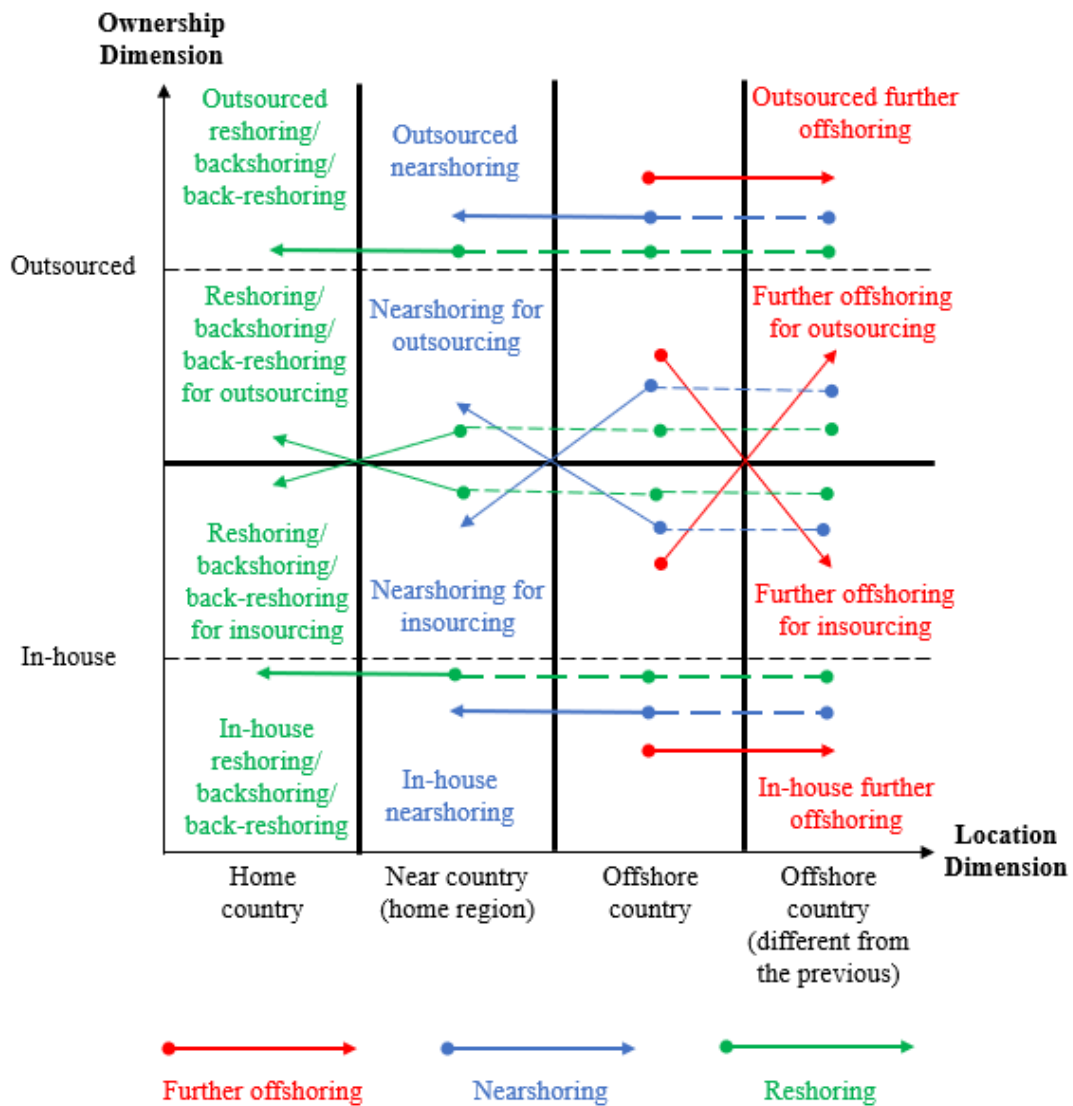 Ownership
Dimension
Outsourced
reshoring/
backshoring/
back-reshoring
Outsourced
nearshoring
Outsourced further
offshoring
Outsourced
Reshoring/
backshoring/
back-reshoring
for outsourcing
Nearshoring for
outsourcing
Further offshoring
for outsourcing
Reshoring/
backshoring/
back-reshoring
for insourcing
Nearshoring for
insourcing
Further offshoring
for insourcing
In-house
In-house
reshoring/
backshoring/
back-reshoring
In-house
nearshoring
In-house further
offshoring
Location
Dimension
Home
country
Near country
(home region)
Offshore
country
Offshore
country
(different from
the previous)
Further offshoring
Nearshoring
Reshoring